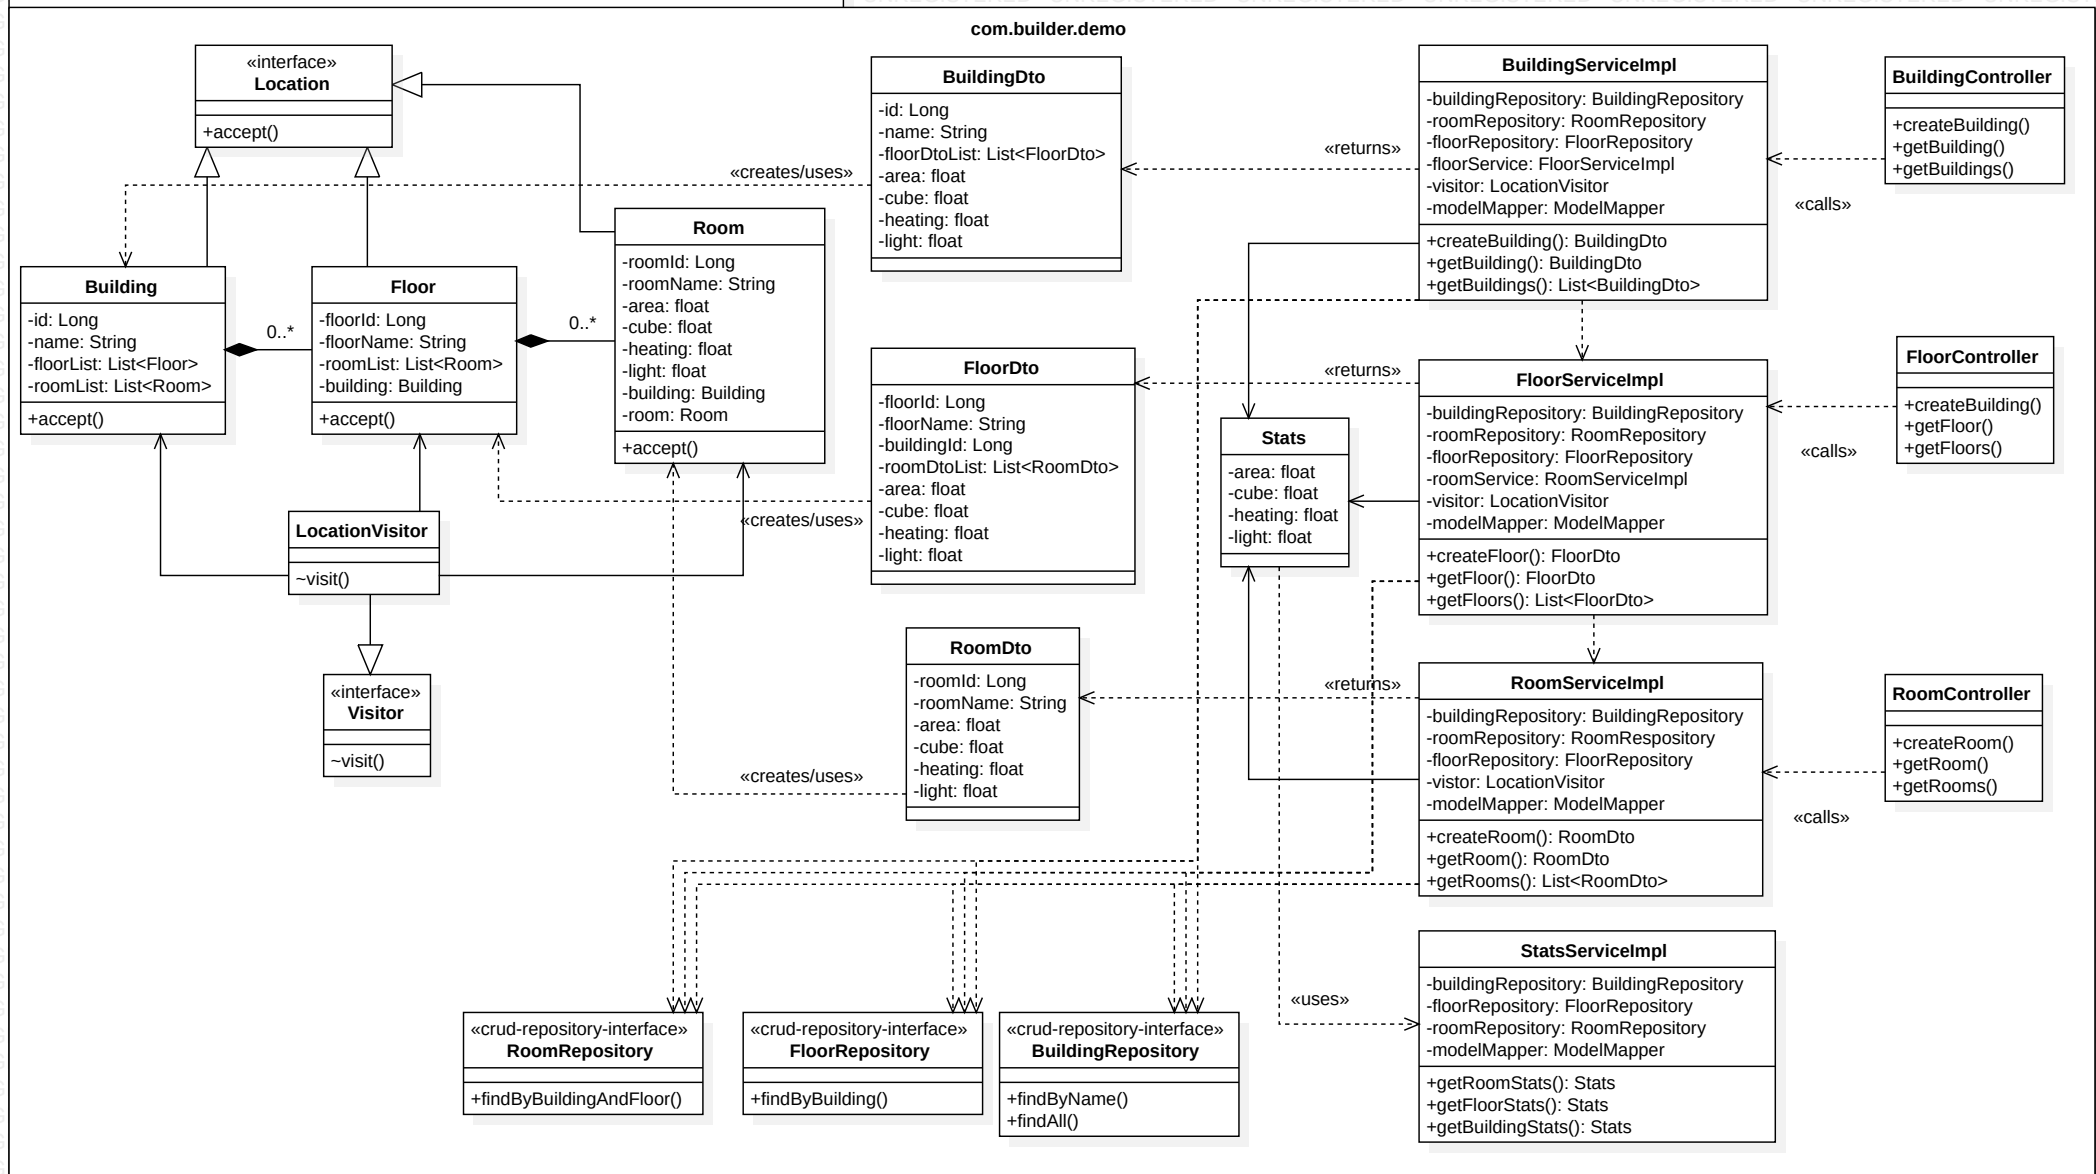 com.builder.demo
«interface»
Location
+accept()
Building
-id: Long
-name: String
-floorList: List<Floor>
-roomList: List<Room>
+accept()
0..*
Floor
-floorId: Long
-floorName: String
-roomList: List<Room>
-building: Building
+accept()
0..*
Room
-roomId: Long
-roomName: String
-area: float
-cube: float
-heating: float
-light: float
-building: Building
-room: Room
+accept()
LocationVisitor
~visit()
«interface»
Visitor
~visit()
«creates/uses»
BuildingDto
-id: Long
-name: String
-floorDtoList: List<FloorDto>
-area: float
-cube: float
-heating: float
-light: float
«creates/uses»
FloorDto
-floorId: Long
-floorName: String
-buildingId: Long
-roomDtoList: List<RoomDto>
-area: float
-cube: float
-heating: float
-light: float
«creates/uses»
RoomDto
-roomId: Long
-roomName: String
-area: float
-cube: float
-heating: float
-light: float
«returns»
«returns»
«returns»
Stats
-area: float
-cube: float
-heating: float
-light: float
«uses»
BuildingServiceImpl
-buildingRepository: BuildingRepository
-roomRepository: RoomRepository
-floorRepository: FloorRepository
-floorService: FloorServiceImpl
-visitor: LocationVisitor
-modelMapper: ModelMapper
+createBuilding(): BuildingDto
+getBuilding(): BuildingDto
+getBuildings(): List<BuildingDto>
FloorServiceImpl
-buildingRepository: BuildingRepository
-roomRepository: RoomRepository
-floorRepository: FloorRepository
-roomService: RoomServiceImpl
-visitor: LocationVisitor
-modelMapper: ModelMapper
+createFloor(): FloorDto
+getFloor(): FloorDto
+getFloors(): List<FloorDto>
RoomServiceImpl
-buildingRepository: BuildingRepository
-roomRepository: RoomRespository
-floorRepository: FloorRepository
-vistor: LocationVisitor
-modelMapper: ModelMapper
+createRoom(): RoomDto
+getRoom(): RoomDto
+getRooms(): List<RoomDto>
StatsServiceImpl
-buildingRepository: BuildingRepository
-floorRepository: FloorRepository
-roomRepository: RoomRepository
-modelMapper: ModelMapper
+getRoomStats(): Stats
+getFloorStats(): Stats
+getBuildingStats(): Stats
BuildingController
+createBuilding()
+getBuilding()
+getBuildings()
«calls»
FloorController
+createBuilding()
+getFloor()
+getFloors()
«calls»
RoomController
+createRoom()
+getRoom()
+getRooms()
«calls»
«crud-repository-interface»
RoomRepository
+findByBuildingAndFloor()
«crud-repository-interface»
FloorRepository
+findByBuilding()
«crud-repository-interface»
BuildingRepository
+findByName()
+findAll()